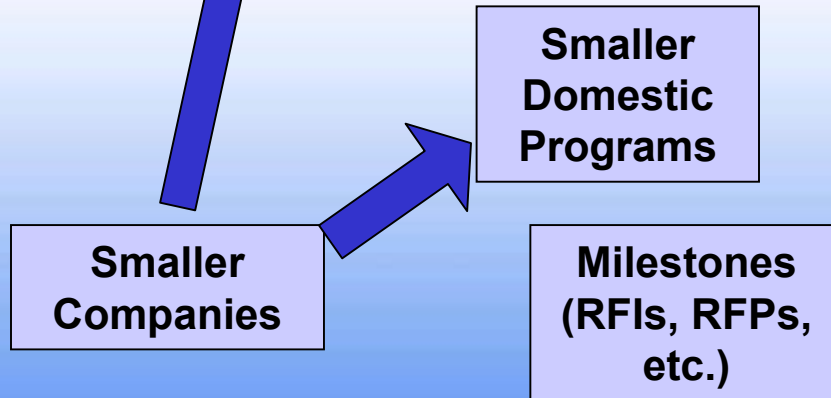 Smaller
Domestic
Programs
Smaller
Companies
Milestones
(RFIs, RFPs,
etc.)